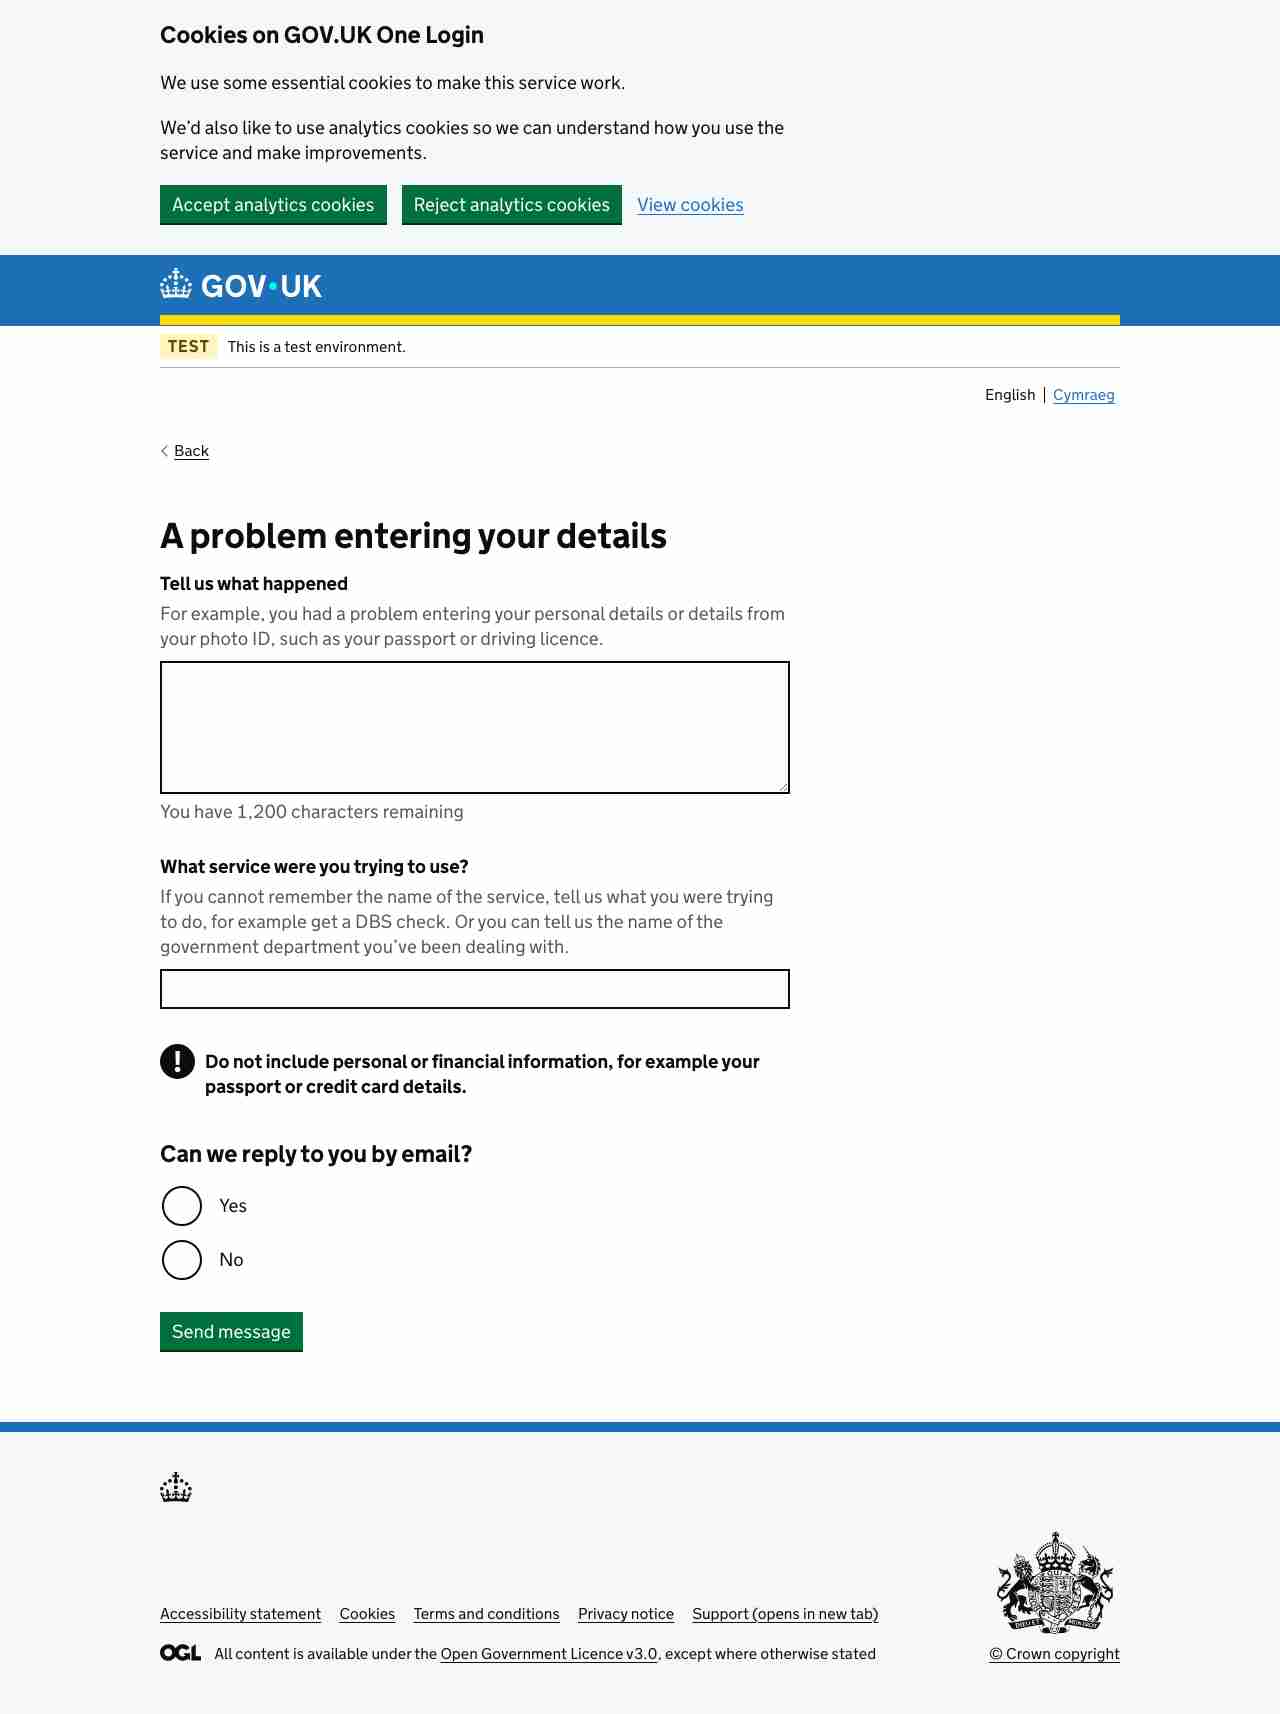 Cookies on GOV.UK One Login
We use some essential cookies to make this service work.
We’d also like to use analytics cookies so we can understand how you use the
service and make improvements.
Accept analytics cookies
Reject analytics cookies
View cookies
GOV•UK
TEST
This is a test environment.
English
Cymraeg
Back
A problem entering your details
Tell us what happened
For example, you had a problem entering your personal details or details from
your photo ID, such as your passport or driving licence.
You have 1,200 characters remaining
What service were you trying to use?
If you cannot remember the name of the service, tell us what you were trying
to do, for example get a DBS check. Or you can tell us the name of the
government department you’ve been dealing with.
! Do not include personal or financial information, for example your
passport or credit card details.
Can we reply to you by email?
Yes
No
Send message
Accessibility statement
Cookies
Terms and conditions
Privacy notice
Support (opens in new tab)
OGL All content is available under the Open Government Licence v3.0, except where otherwise stated
© Crown copyright